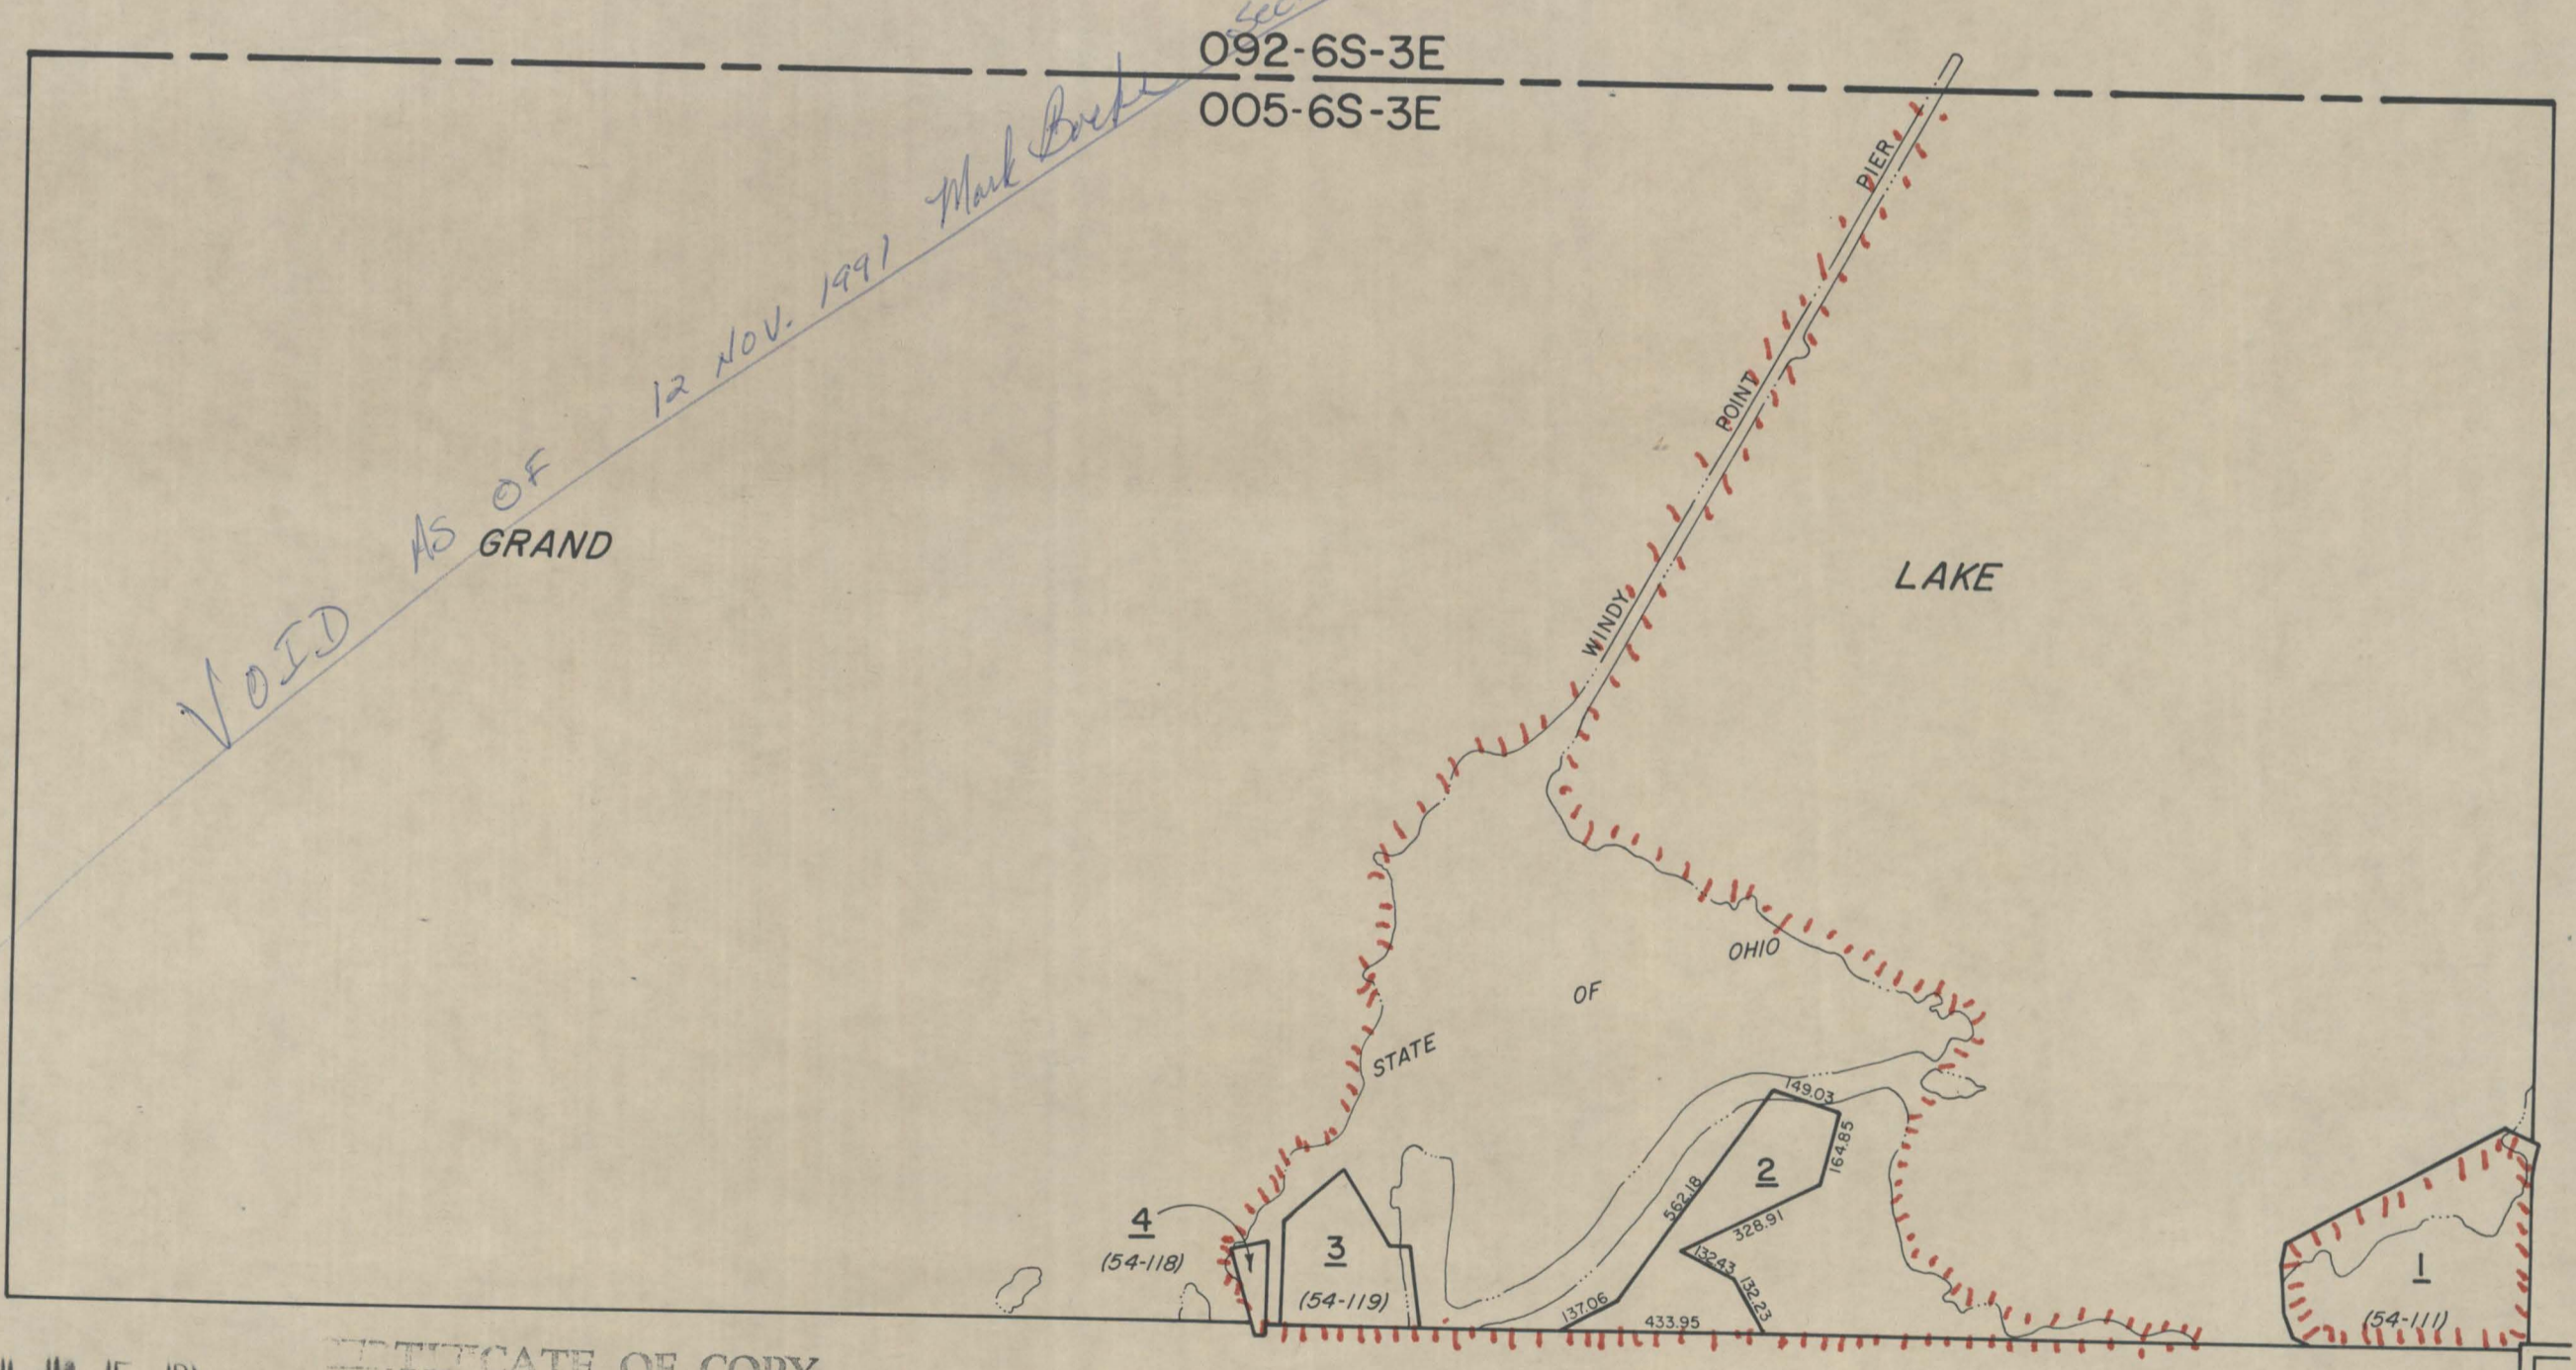 092-6S-3E
005-6S-3E
VOID AS OF 12 NOV. 1991 Mark
PIER
POINT
WINDY
GRAND
LAKE
OHIO
OF
STATE
149.03
164.85
2
562.18
328.91
132.43
132.23
137.06
433.95
4
(54-118)
3
(54-119)
1
(54-111)
OF COPY